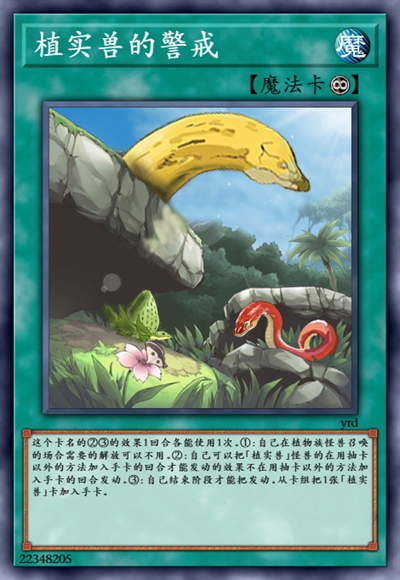 植实兽的警戒
魔
【魔法卡】
yrd
这个卡名的②③的效果1回合各能使用1次。①：自己在植物族怪兽召唤
的场合需要的解放可以不用。②：自己可以把「植实兽」怪兽的在用抽卡
以外的方法加入手卡的回合才能发动的效果不在用抽卡以外的方法加
入手卡的回合发动。③：自己结束阶段才能把发动。从卡组把1张「植实
兽」卡加入手卡。
22348205